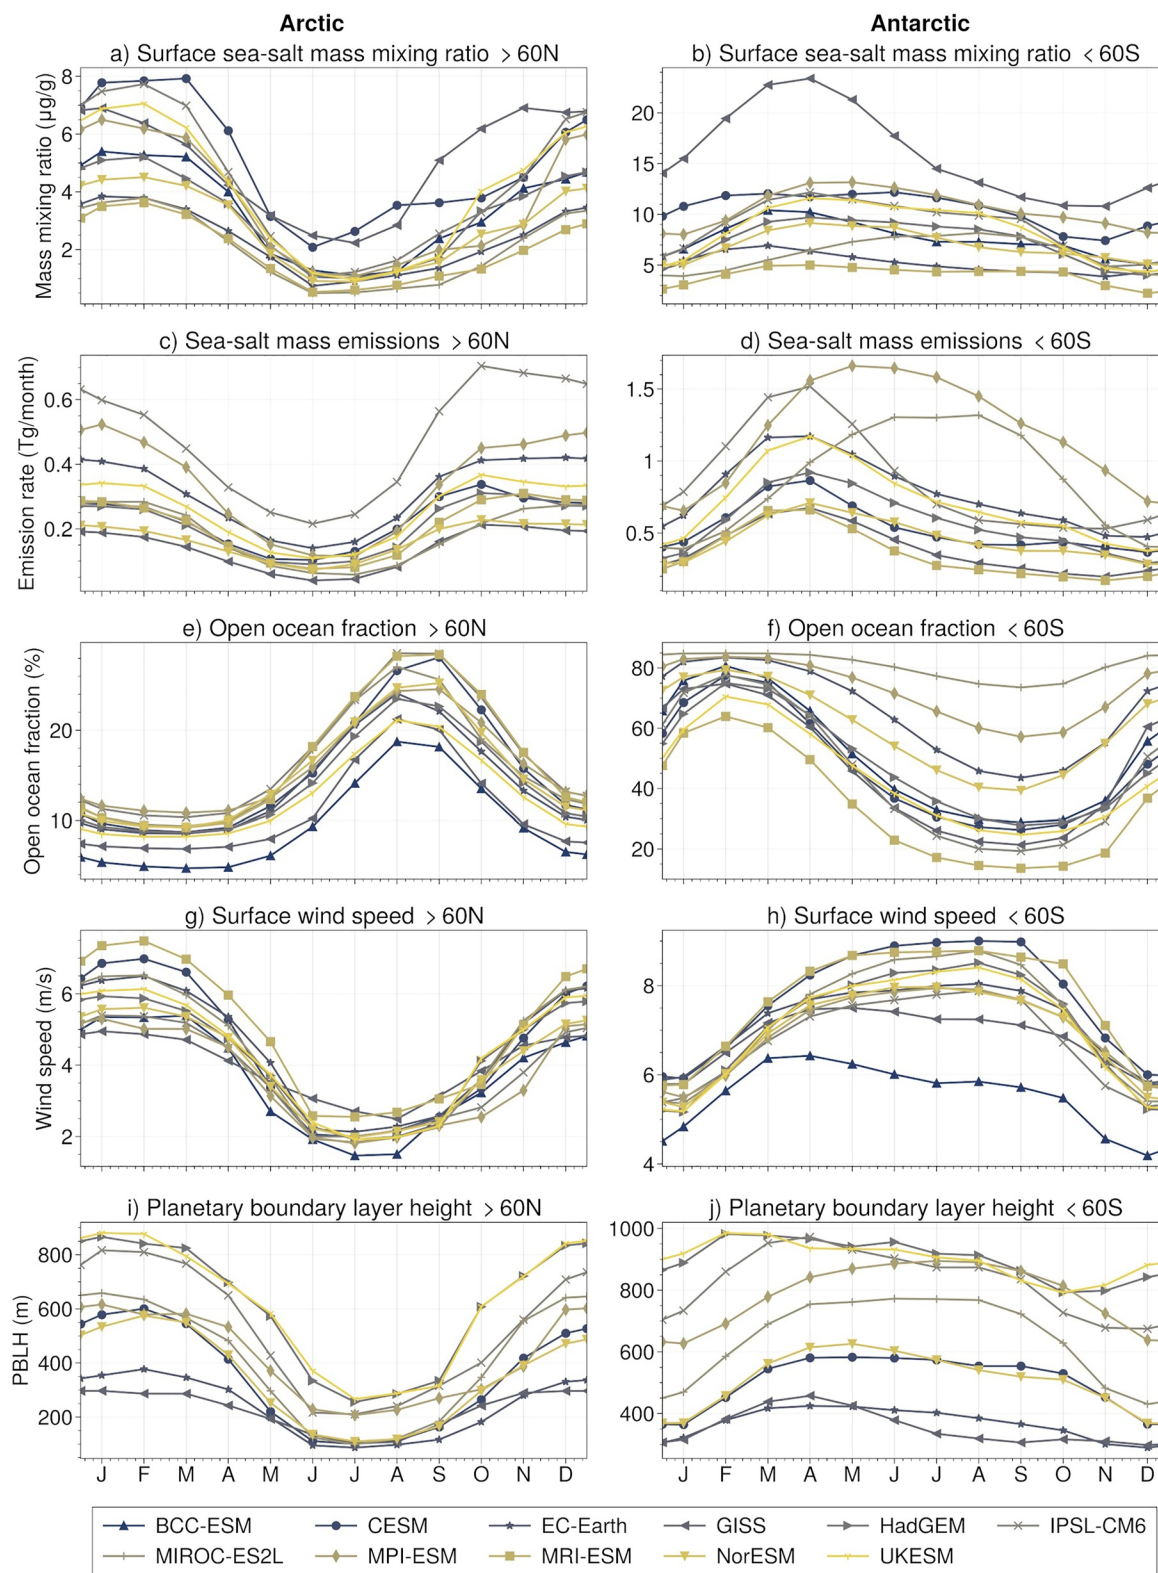 Arctic
Antarctic
a) Surface sea-salt mass mixing ratio > 60N
b) Surface sea-salt mass mixing ratio < 60S
Mass mixing ratio (μg/g)
8
6
4
2
20
15
10
5
c) Sea-salt mass emissions > 60N
d) Sea-salt mass emissions < 60S
Emission rate (Tg/month)
0.6
0.4
0.2
1.5
1
0.5
e) Open ocean fraction > 60N
f) Open ocean fraction < 60S
Open ocean fraction (%)
20
10
80
60
40
20
g) Surface wind speed > 60N
h) Surface wind speed < 60S
Wind speed (m/s)
6
4
2
8
6
4
i) Planetary boundary layer height > 60N
j) Planetary boundary layer height < 60S
PBLH (m)
800
600
400
200
1000
800
600
400
J F M A M J J A S O N D
J F M A M J J A S O N D
BCC-ESM CESM EC-Earth GISS HadGEM IPSL-CM6
MIROC-ES2L MPI-ESM MRI-ESM NorESM UKESM